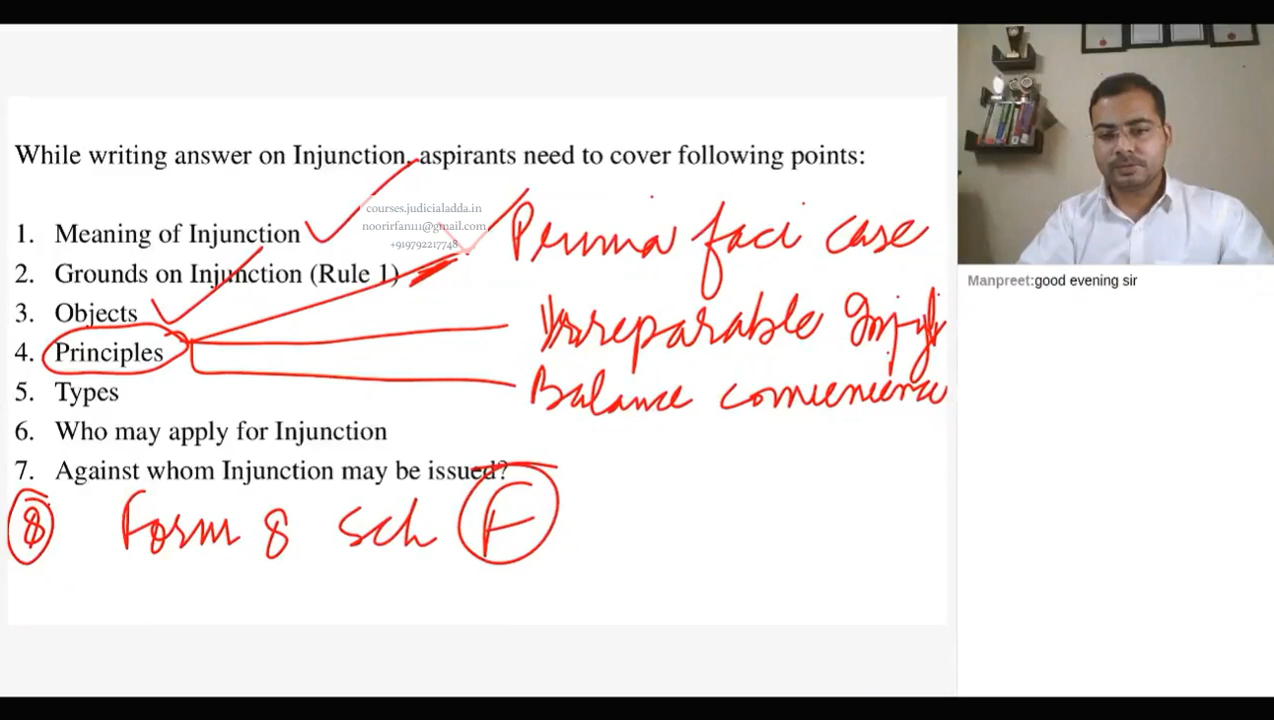 While writing answer on Injunction, aspirants need to cover following points:
courses.judicialadda.in
noorirfan111@gmail.com
+919792217748
1. Meaning of Injunction
2. Grounds on Injunction (Rule 1)
3. Objects
4. Principles
5. Types
6. Who may apply for Injunction
7. Against whom Injunction may be issued?
8 Form 8 Sch F
Prima faci case
Irreparable Injury
Balance convenience
Manpreet:good evening sir